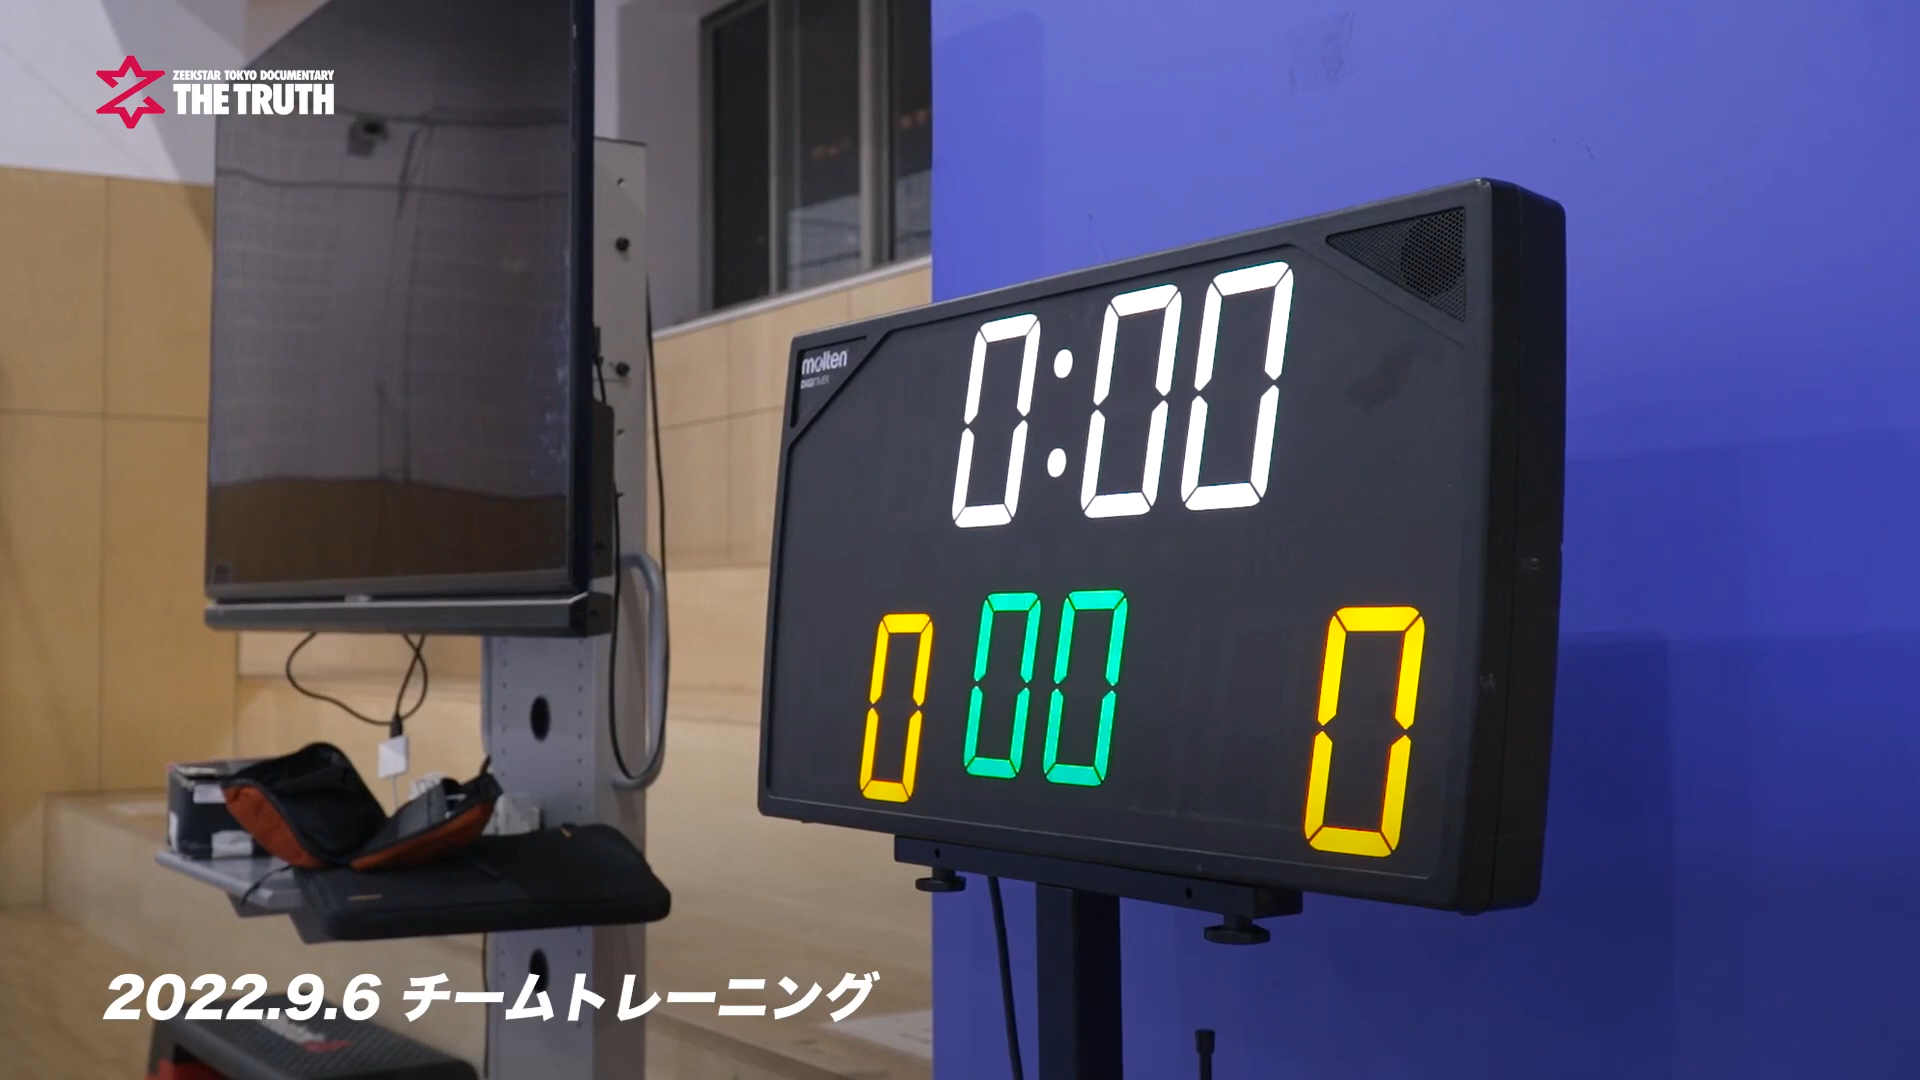 ZEEKSTAR TOKYO DOCUMENTARY
THE TRUTH
molten
DIGITIMER
0:00
0 00 0
2022.9.6 チームトレーニング